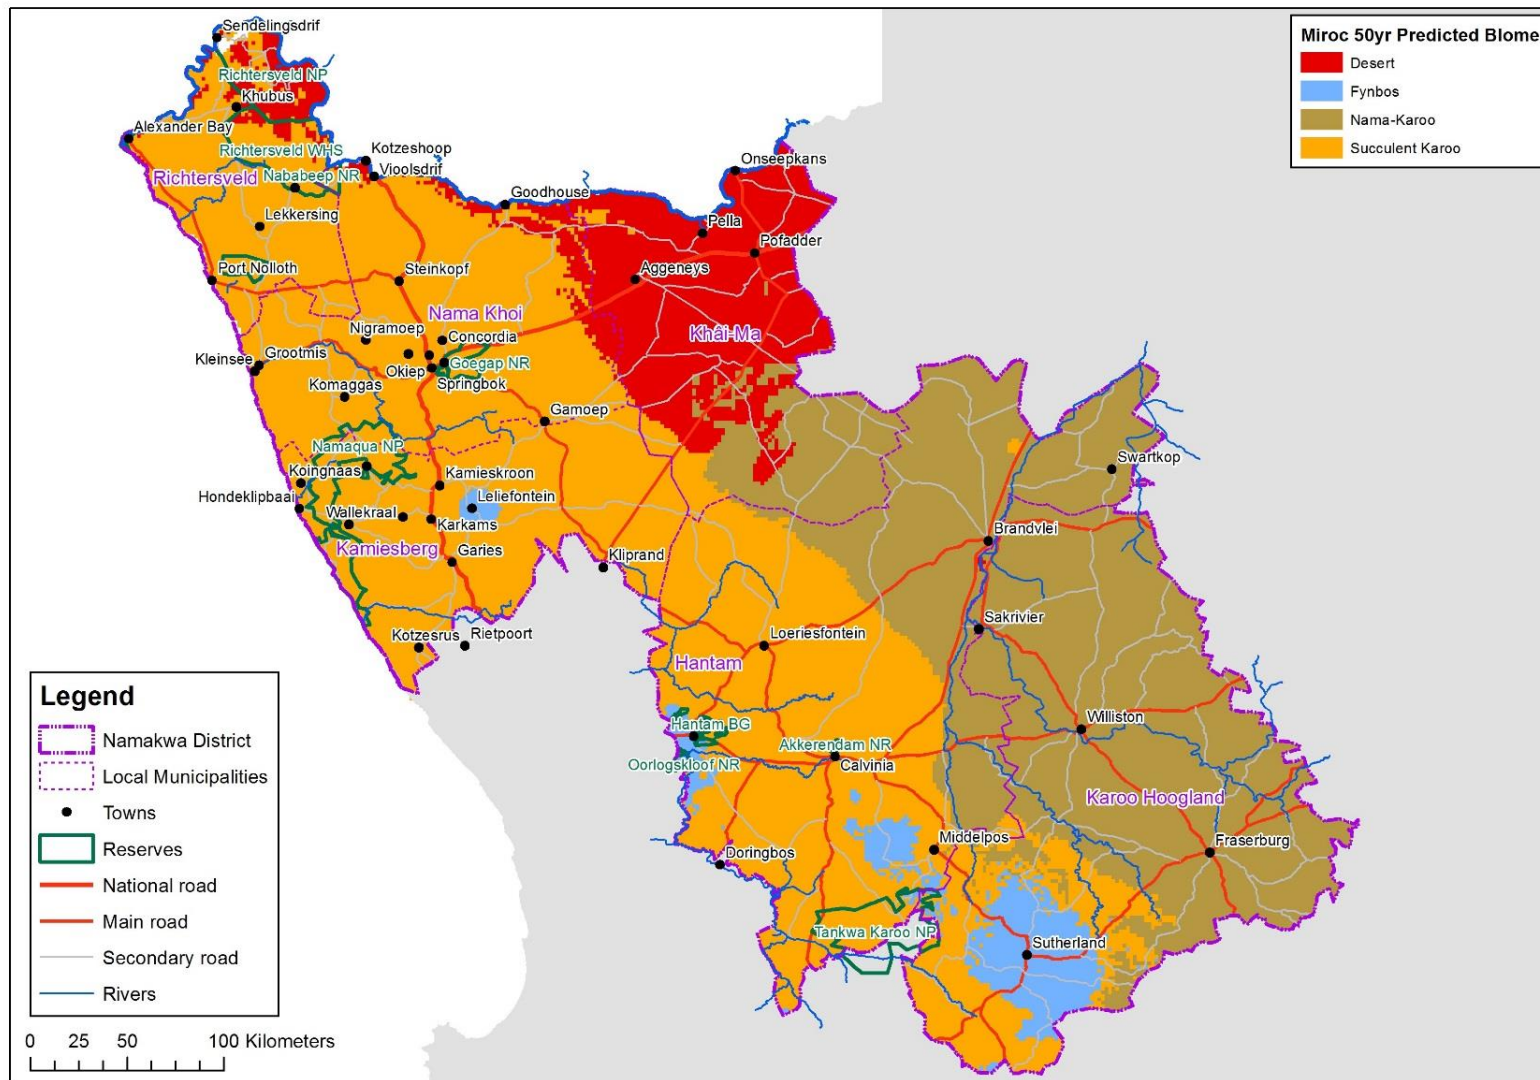 Sendelingsdrif
Richtersveld NP
Khubus
Alexander Bay
Richtersveld WHS
Kotzeshoop
Vioolsdrif
Richtersveld
Nababeep NR
Goodhouse
Onseepkans
Lekkersing
Pella
Pofadder
Port Nolloth
Steinkopf
Aggeneys
Nama Khoi
Khâi-Ma
Nigramoep
Concordia
Kleinsee
Grootmis
Goegap NR
Okiep
Springbok
Komaggas
Gamoep
Namaqua NP
Koingnaas
Kamieskroon
Swartkop
Hondeklipbaai
Leliefontein
Wallekraal
Karkams
Brandvlei
Kamiesberg
Garies
Kliprand
Sakrivier
Kotzesrus
Rietpoort
Loeriesfontein
Hantam
Williston
Hantam BG
Akkerendam NR
Oorlogskloof NR
Calvinia
Karoo Hoogland
Middelpos
Fraserburg
Doringbos
Tankwa Karoo NP
Sutherland
Miroc 50yr Predicted Biome
Desert
Fynbos
Nama-Karoo
Succulent Karoo
Legend
Namakwa District
Local Municipalities
Towns
Reserves
National road
Main road
Secondary road
Rivers
0 25 50 100 Kilometers